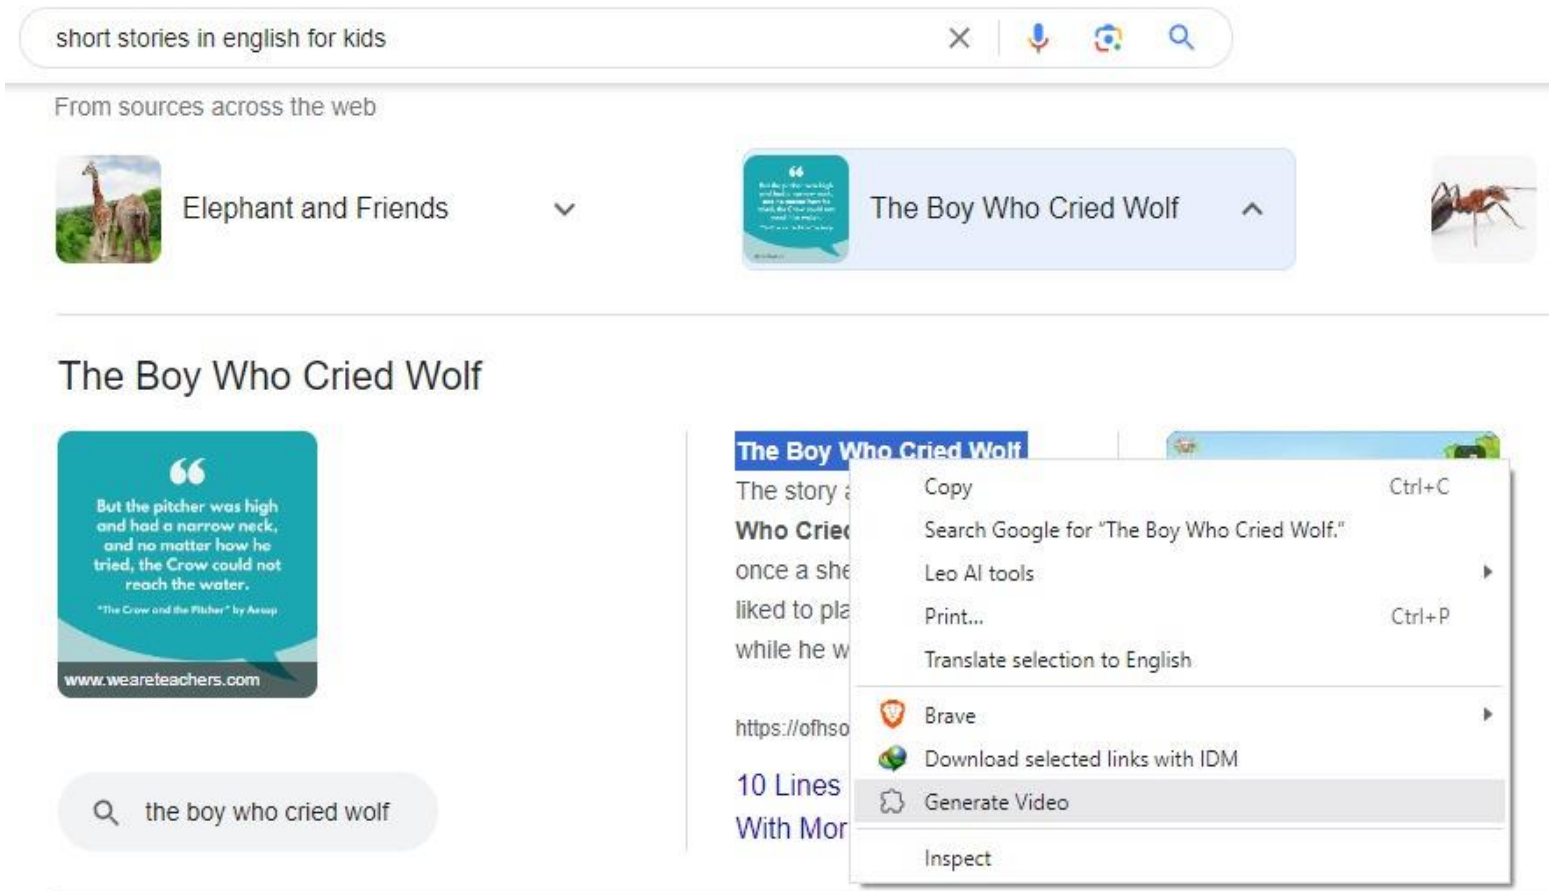 short stories in english for kids
From sources across the web
Elephant and Friends
The Boy Who Cried Wolf
The Boy Who Cried Wolf
But the pitcher was high
and had a narrow neck,
and no matter how he
tried, the Crow could not
reach the water.
"The Crow and the Pitcher" by Aesop
www.weareteachers.com
the boy who cried wolf
The Boy Who Cried Wolf
The story
Who Cried
once a she
liked to pla
while he w
https://ofhso
10 Lines
With Mor
Copy Ctrl+C
Search Google for “The Boy Who Cried Wolf.”
Leo AI tools
Print... Ctrl+P
Translate selection to English
Brave
Download selected links with IDM
Generate Video
Inspect